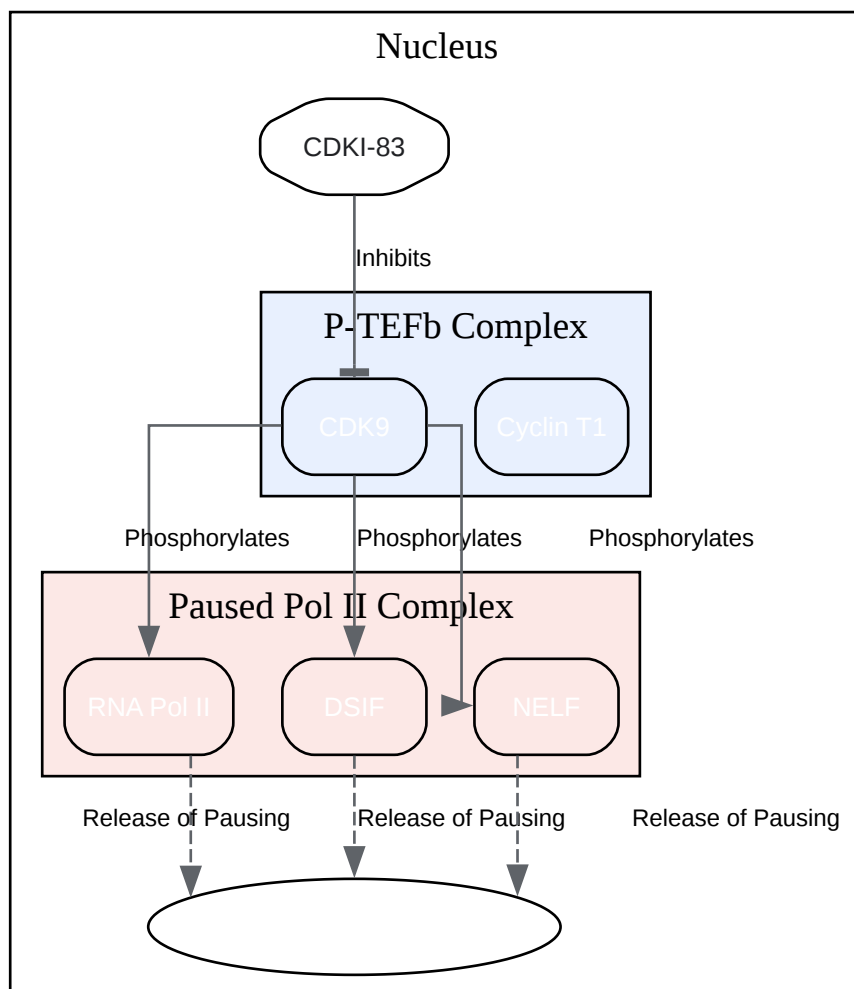 Nucleus
CDKI-83
Inhibits
P-TEFb Complex
CDK9 Cyclin T1
Phosphorylates Phosphorylates Phosphorylates
Paused Pol II Complex
RNA Pol II DSIF NELF
Release of Pausing Release of Pausing Release of Pausing